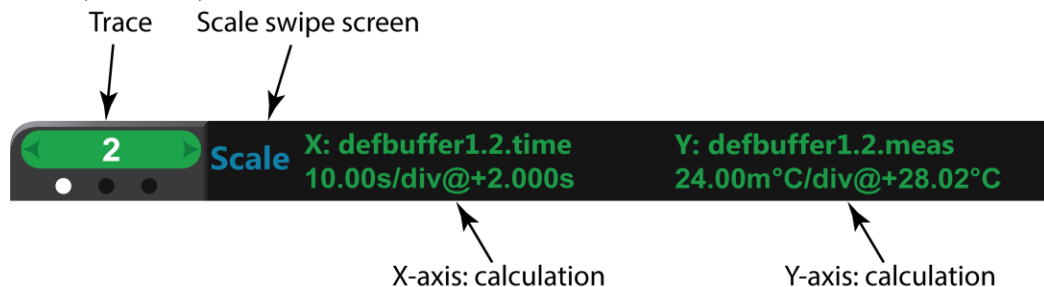 Trace
Scale swipe screen
2
Scale
X: defbuffer1.2.time
10.00s/div@+2.000s
Y: defbuffer1.2.meas
24.00m°C/div@+28.02°C
X-axis: calculation
Y-axis: calculation